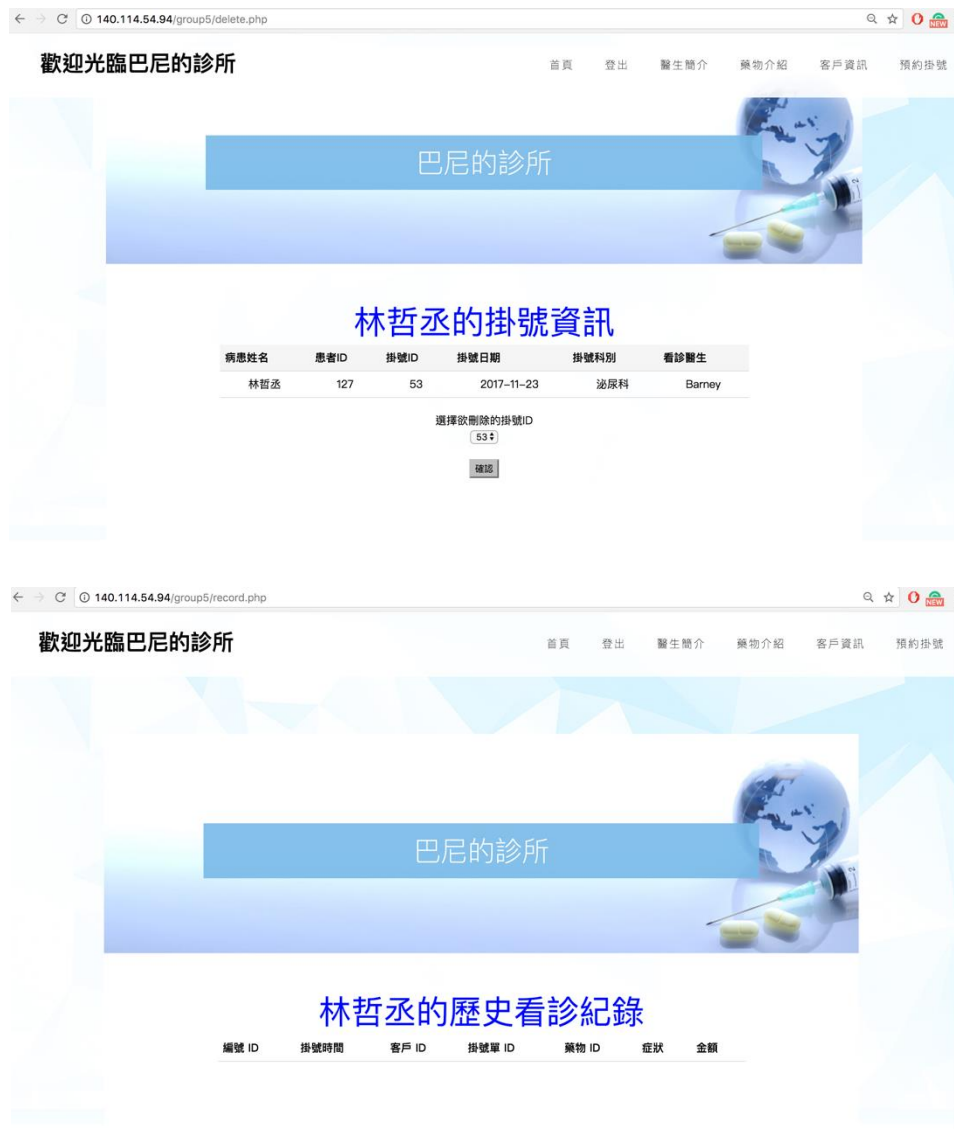 140.114.54.94/group5/delete.php
NEW
歡迎光臨巴尼的診所
首頁 登出 醫生簡介 藥物介紹 客戶資訊 預約掛號
巴尼的診所
林哲丞的掛號資訊
病患姓名 患者ID 掛號ID 掛號日期 掛號科別 看診醫生
林哲丞 127 53 2017-11-23 泌尿科 Barney
選擇欲刪除的掛號ID
53
確認
140.114.54.94/group5/record.php
NEW
歡迎光臨巴尼的診所
首頁 登出 醫生簡介 藥物介紹 客戶資訊 預約掛號
巴尼的診所
林哲丞的歷史看診紀錄
編號 ID 掛號時間 客戶 ID 掛號單 ID 藥物 ID 症狀 金額